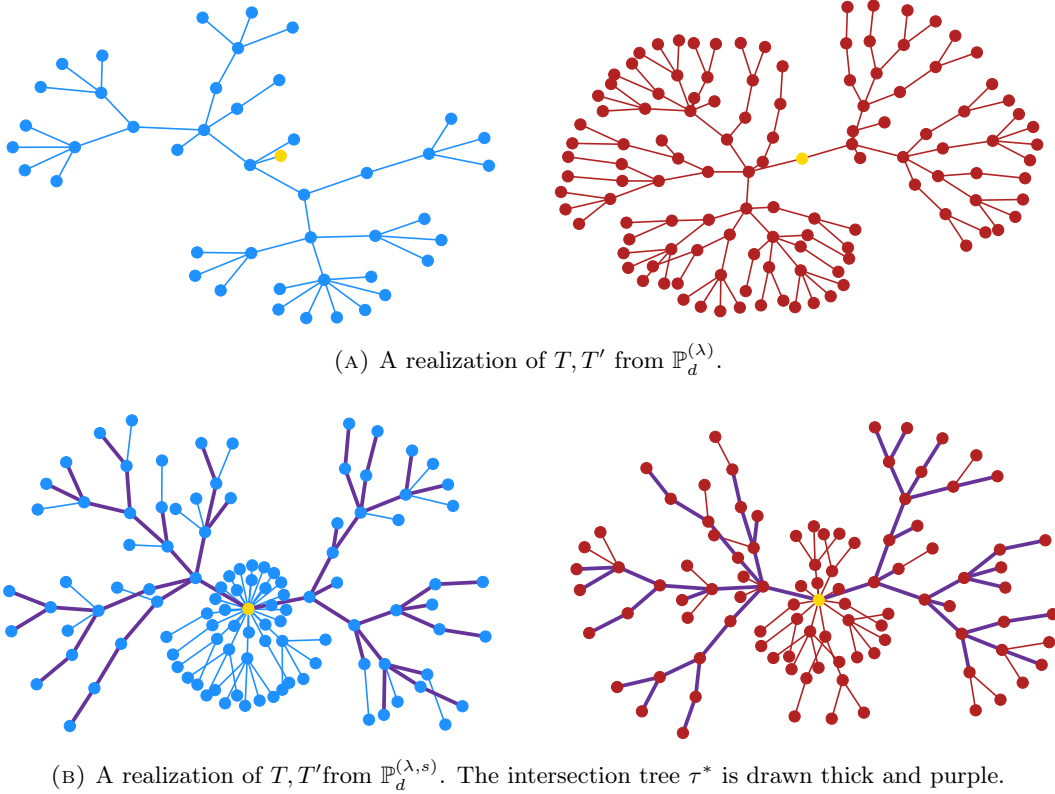 (A) A realization of T, T′ from ℙ_d^(λ).
(B) A realization of T, T′from ℙ_d^(λ,s). The intersection tree τ* is drawn thick and purple.